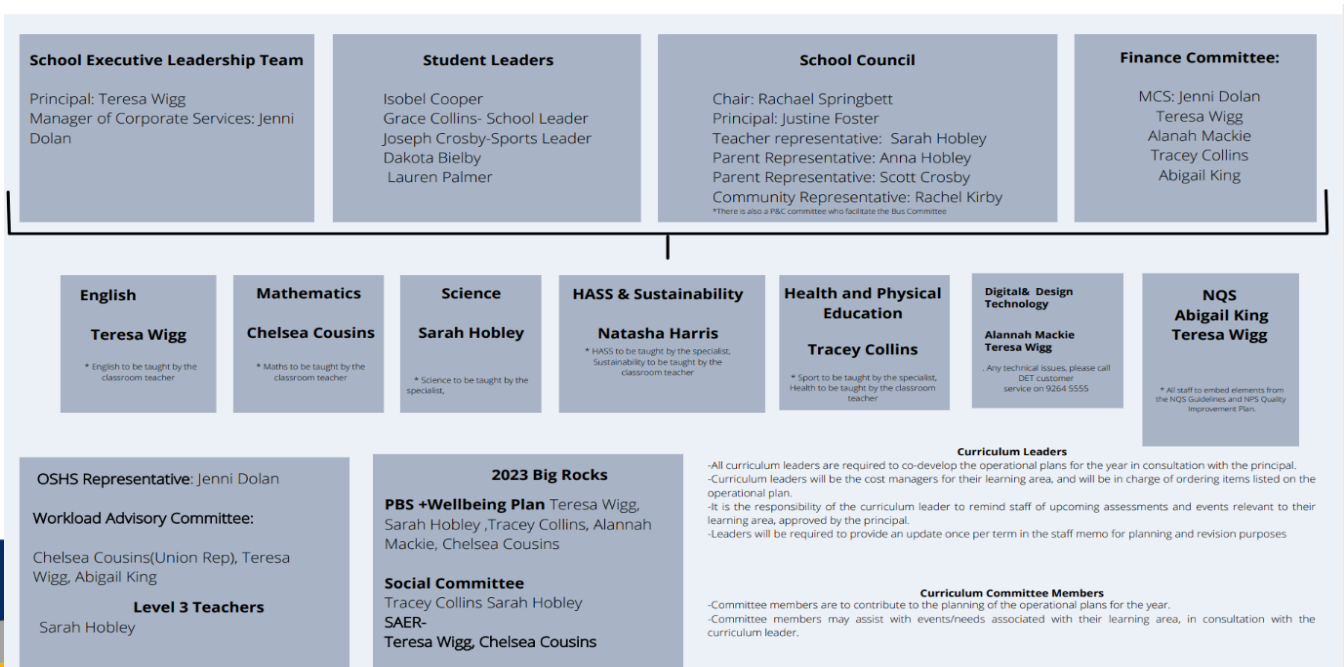 School Executive Leadership Team
Principal: Teresa Wigg
Manager of Corporate Services: Jenni
Dolan
Student Leaders
Isobel Cooper
Grace Collins- School Leader
Joseph Crosby-Sports Leader
Dakota Bielby
Lauren Palmer
School Council
Chair: Rachael Springbett
Principal: Justine Foster
Teacher representative: Sarah Hobley
Parent Representative: Anna Hobley
Parent Representative: Scott Crosby
Community Representative: Rachel Kirby
*There is also a P&C committee who facilitate the Bus Committee
Finance Committee:
MCS: Jenni Dolan
Teresa Wigg
Alanah Mackie
Tracey Collins
Abigail King
English
Teresa Wigg
* English to be taught by the
classroom teacher
Mathematics
Chelsea Cousins
* Maths to be taught by the
classroom teacher
Science
Sarah Hobley
* Science to be taught by the
specialist,
HASS & Sustainability
Natasha Harris
* HASS to be taught by the specialist,
Sustainability to be taught by the
classroom teacher
Health and Physical
Education
Tracey Collins
* Sport to be taught by the specialist,
Health to be taught by the classroom
teacher
Digital& Design
Technology
Alannah Mackie
Teresa Wigg
. Any technical issues, please call
DET customer
service on 9264 5555
NQS
Abigail King
Teresa Wigg
* All staff to embed elements from
the NQS Guidelines and NPS Quality
Improvement Plan.
OSHS Representative: Jenni Dolan
Workload Advisory Committee:
Chelsea Cousins(Union Rep), Teresa
Wigg, Abigail King
Level 3 Teachers
Sarah Hobley
2023 Big Rocks
PBS +Wellbeing Plan Teresa Wigg,
Sarah Hobley ,Tracey Collins, Alannah
Mackie, Chelsea Cousins
Social Committee
Tracey Collins Sarah Hobley
SAER-
Teresa Wigg, Chelsea Cousins
Curriculum Leaders
-All curriculum leaders are required to co-develop the operational plans for the year in consultation with the principal.
-Curriculum leaders will be the cost managers for their learning area, and will be in charge of ordering items listed on the
operational plan.
-It is the responsibility of the curriculum leader to remind staff of upcoming assessments and events relevant to their
learning area, approved by the principal.
-Leaders will be required to provide an update once per term in the staff memo for planning and revision purposes
Curriculum Committee Members
-Committee members are to contribute to the planning of the operational plans for the year.
-Committee members may assist with events/needs associated with their learning area, in consultation with the
curriculum leader.